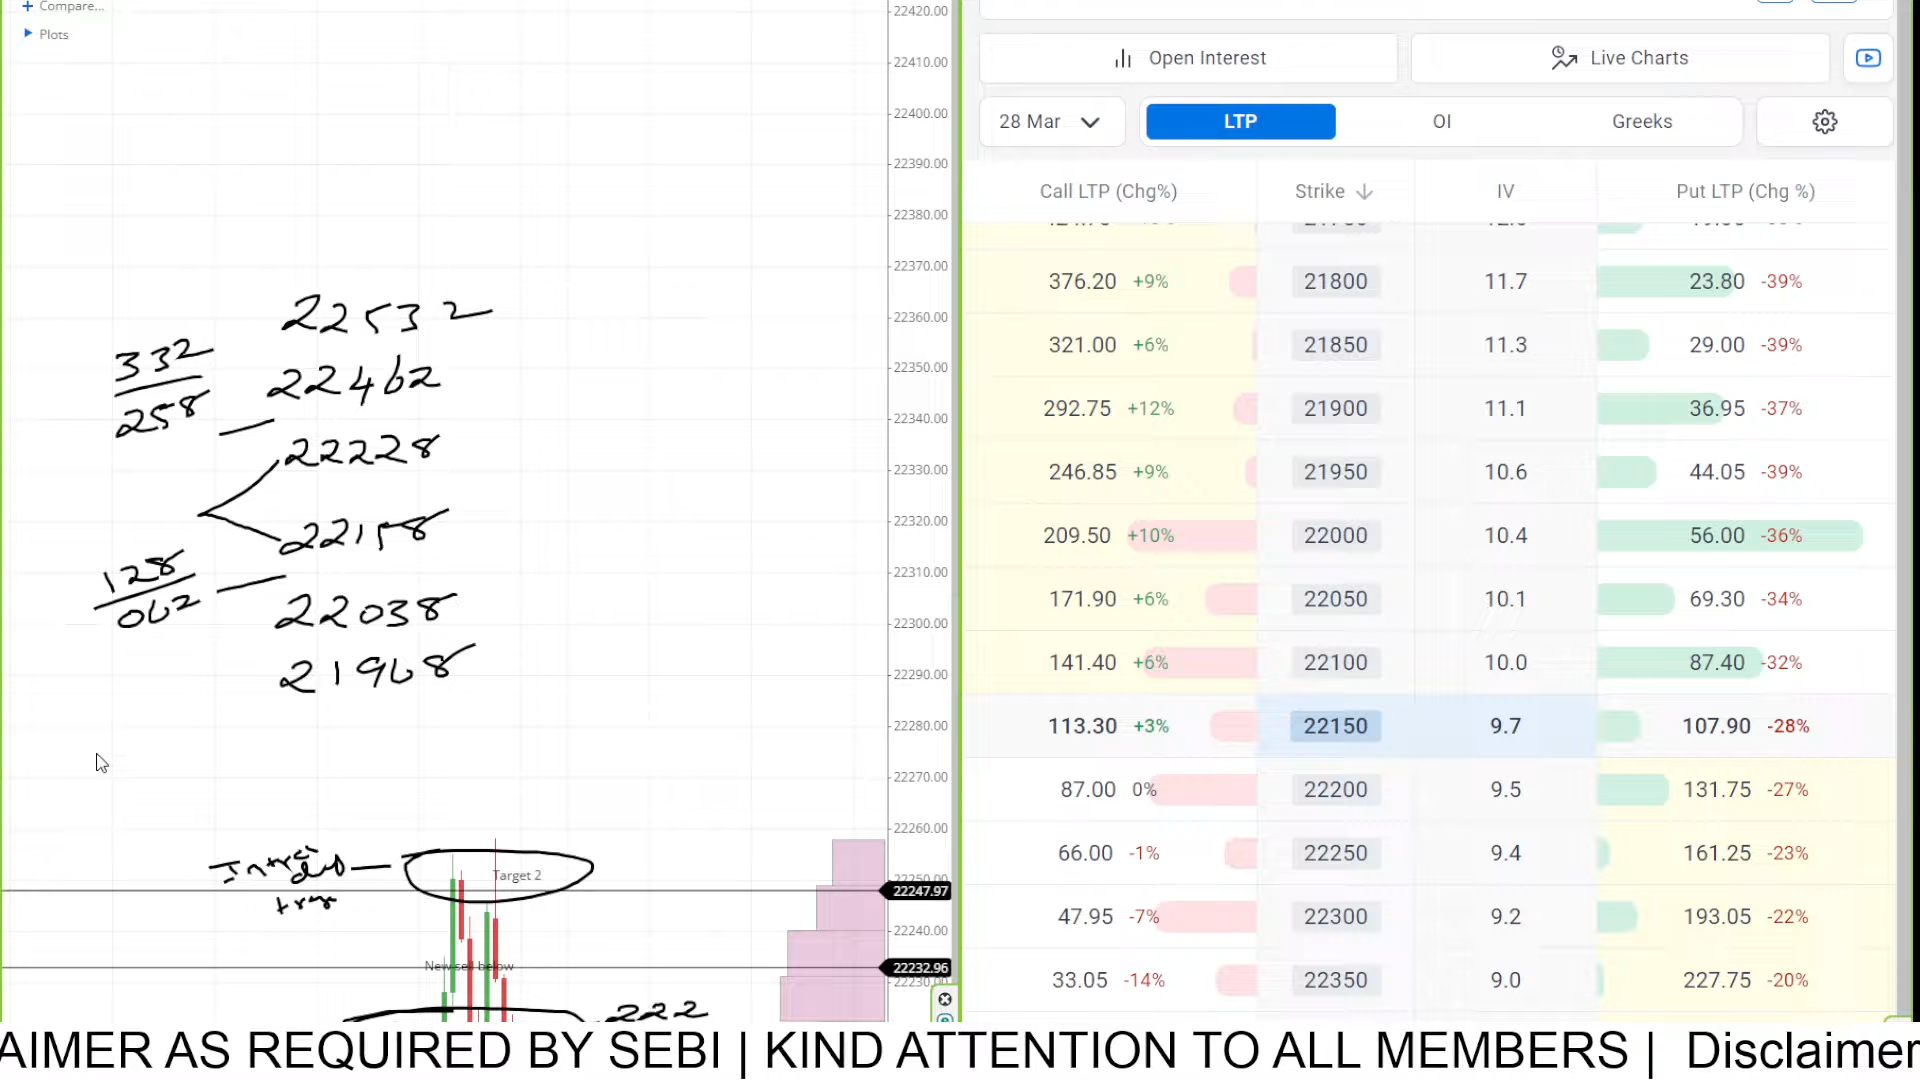 Compare...
Plots
22420.00
22410.00
22400.00
22390.00
22380.00
22370.00
22360.00
22350.00
22340.00
22330.00
22320.00
22310.00
22300.00
22290.00
22280.00
22270.00
22260.00
22250.00
22247.97
22240.00
22232.96
22230
22532
332
22462
258
22228
22158
128
062
22038
21968
Intra
Target 2
New sell below
222
Open Interest
Live Charts
28 Mar
LTP
OI
Greeks
Call LTP (Chg%) Strike IV Put LTP (Chg %)
376.20 +9% 21800 11.7 23.80 -39%
321.00 +6% 21850 11.3 29.00 -39%
292.75 +12% 21900 11.1 36.95 -37%
246.85 +9% 21950 10.6 44.05 -39%
209.50 +10% 22000 10.4 56.00 -36%
171.90 +6% 22050 10.1 69.30 -34%
141.40 +6% 22100 10.0 87.40 -32%
113.30 +3% 22150 9.7 107.90 -28%
87.00 0% 22200 9.5 131.75 -27%
66.00 -1% 22250 9.4 161.25 -23%
47.95 -7% 22300 9.2 193.05 -22%
33.05 -14% 22350 9.0 227.75 -20%
AIMER AS REQUIRED BY SEBI | KIND ATTENTION TO ALL MEMBERS | Disclaimer